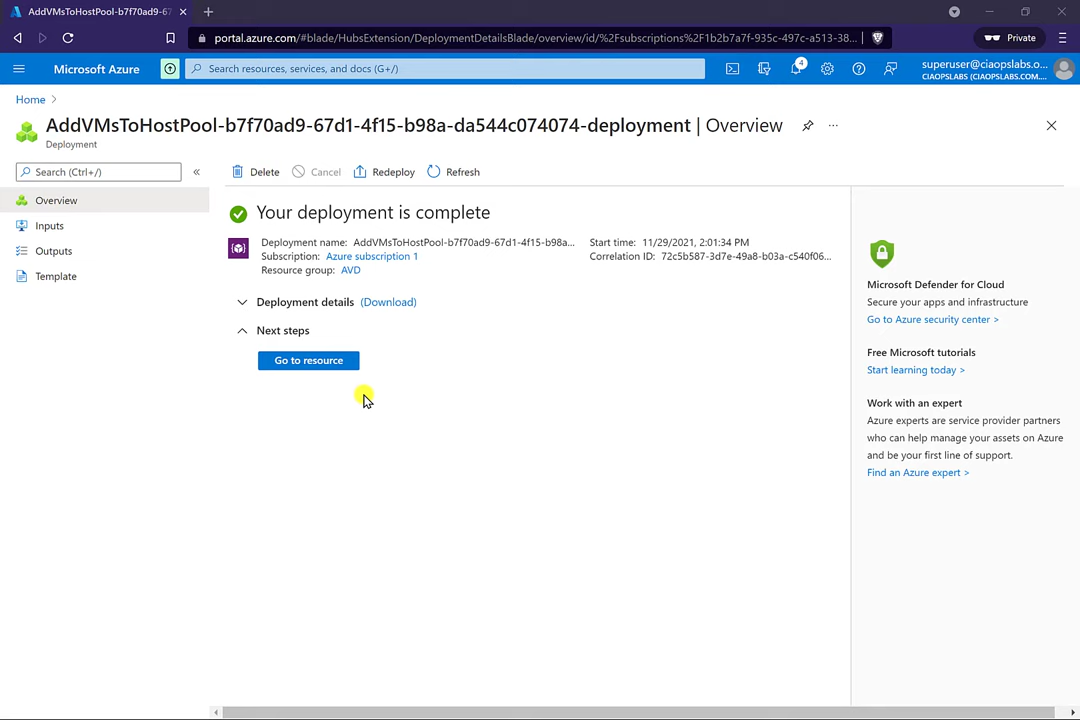 AddVMsToHostPool-b7f70ad9-67
portal.azure.com/#blade/HubsExtension/DeploymentDetailsBlade/overview/id/%2Fsubscriptions%2F1b2b7a7f-935c-497c-a513-38...
Private
Microsoft Azure
Search resources, services, and docs (G+/)
4
superuser@ciaopslabs.o...
CIAOPSLABS (CIAOPSLABS.COM....
Home
AddVMsToHostPool-b7f70ad9-67d1-4f15-b98a-da544c074074-deployment | Overview
Deployment
Search (Ctrl+/)
Delete
Cancel
Redeploy
Refresh
Overview
Inputs
Outputs
Template
Your deployment is complete
Deployment name: AddVMsToHostPool-b7f70ad9-67d1-4f15-b98a...
Subscription: Azure subscription 1
Resource group: AVD
Start time: 11/29/2021, 2:01:34 PM
Correlation ID: 72c5b587-3d7e-49a8-b03a-c540f06...
Deployment details (Download)
Next steps
Go to resource
Microsoft Defender for Cloud
Secure your apps and infrastructure
Go to Azure security center >
Free Microsoft tutorials
Start learning today >
Work with an expert
Azure experts are service provider partners
who can help manage your assets on Azure
and be your first line of support.
Find an Azure expert >